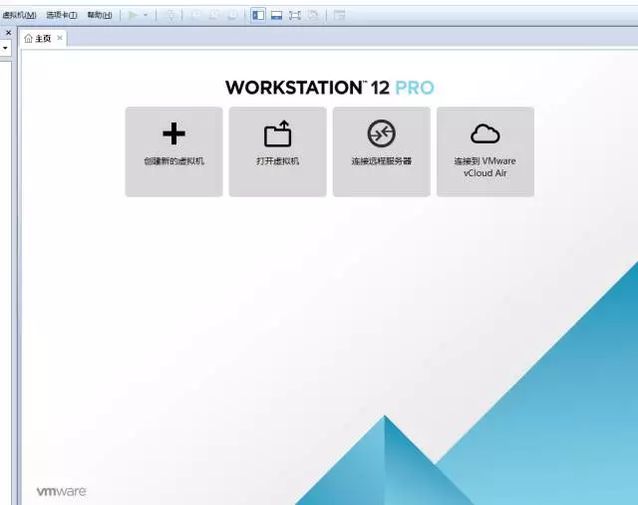 虚拟机(M) 选项卡(T) 帮助(H)
主页
WORKSTATION™ 12 PRO
创建新的虚拟机
打开虚拟机
连接远程服务器
连接到 VMware
vCloud Air
vmware